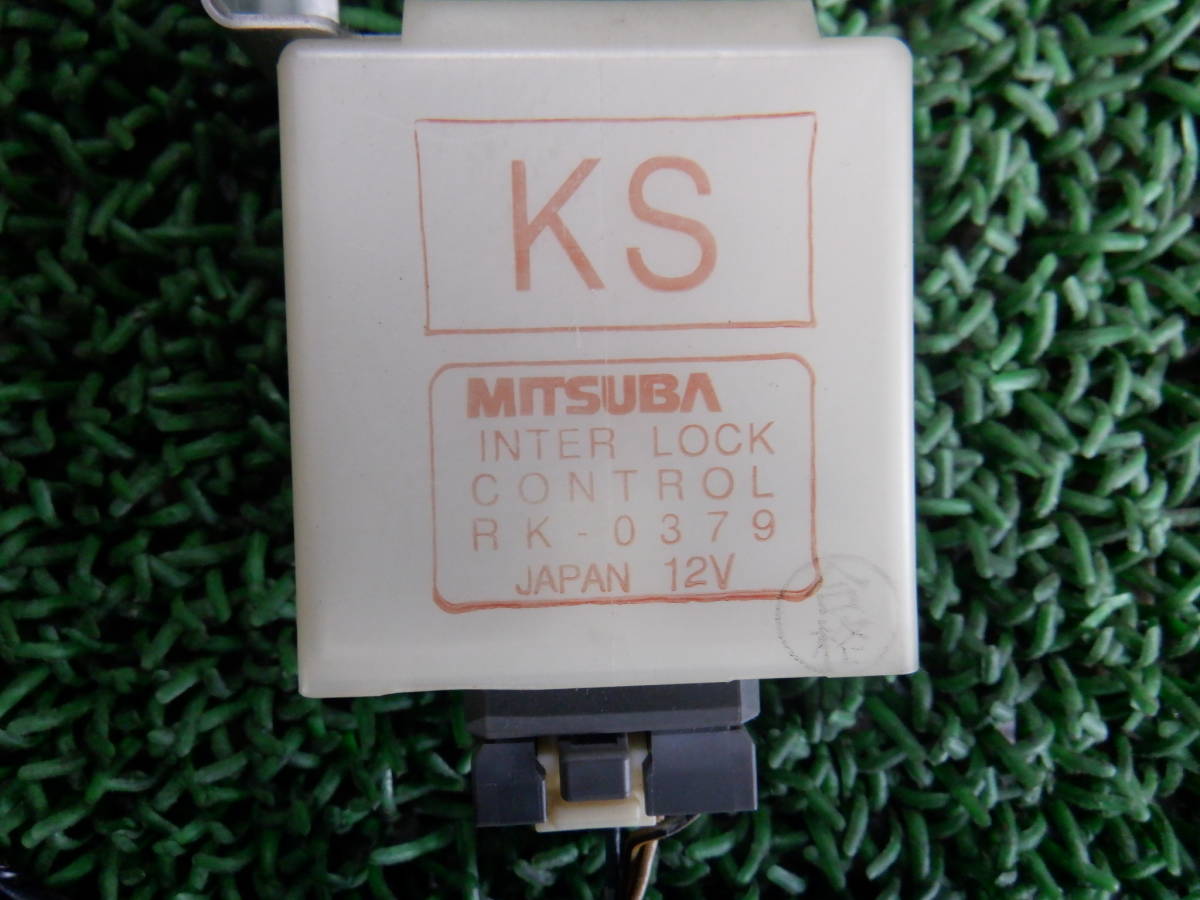 KS
MITSUBA
INTER LOCK
CONTROL
RK-0379
JAPAN 12V